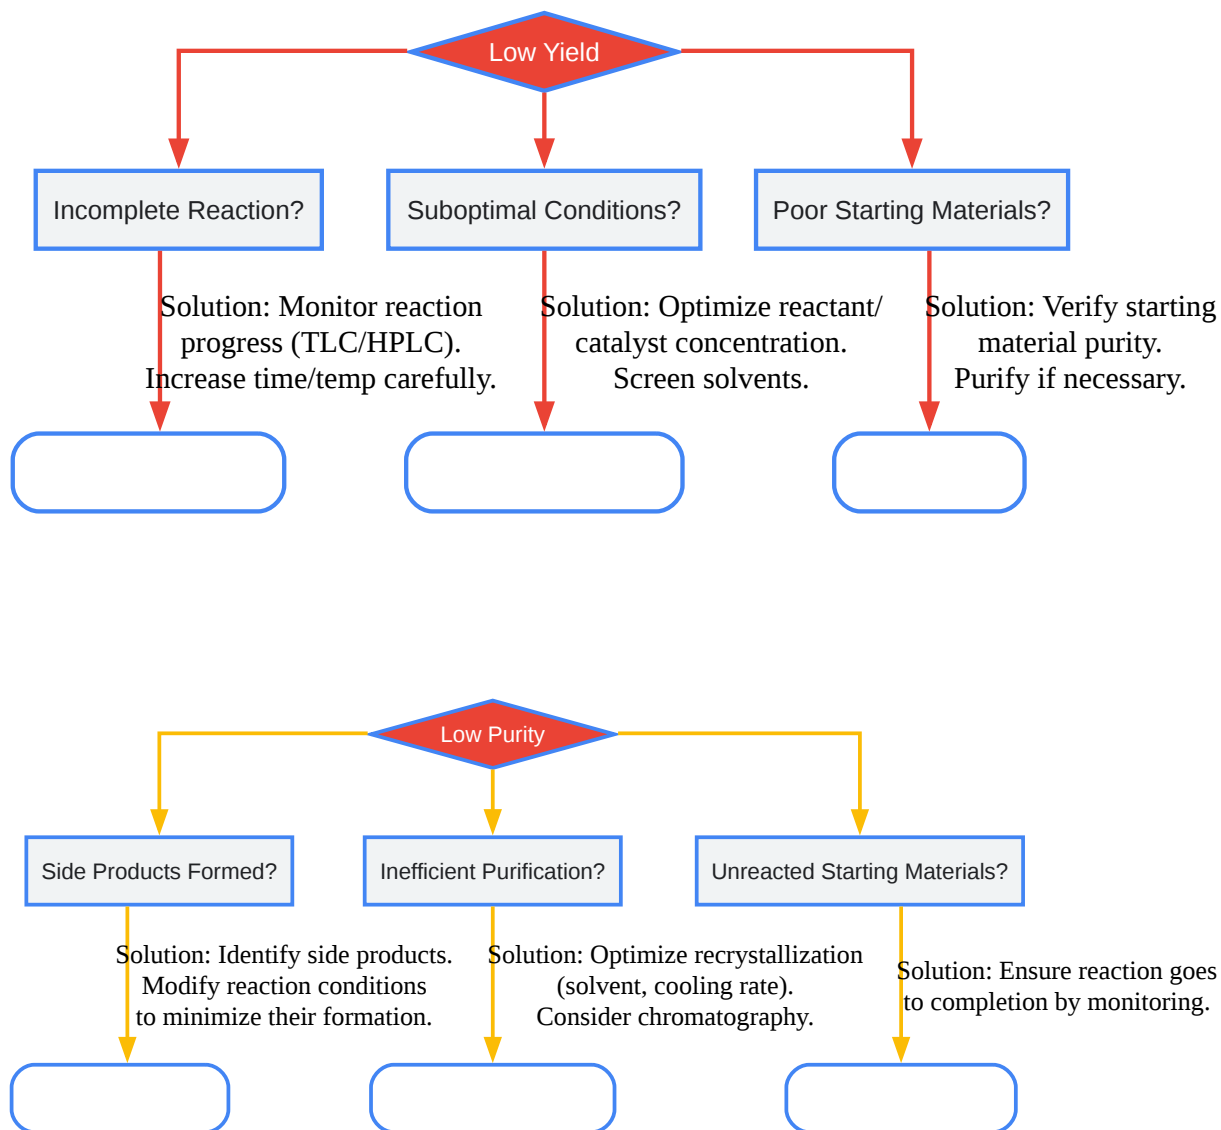 Low Yield
Incomplete Reaction?
Suboptimal Conditions?
Poor Starting Materials?
Solution: Monitor reaction
progress (TLC/HPLC).
Increase time/temp carefully.
Solution: Optimize reactant/
catalyst concentration.
Screen solvents.
Solution: Verify starting
material purity.
Purify if necessary.
Low Purity
Side Products Formed?
Inefficient Purification?
Unreacted Starting Materials?
Solution: Identify side products.
Modify reaction conditions
to minimize their formation.
Solution: Optimize recrystallization
(solvent, cooling rate).
Consider chromatography.
Solution: Ensure reaction goes
to completion by monitoring.